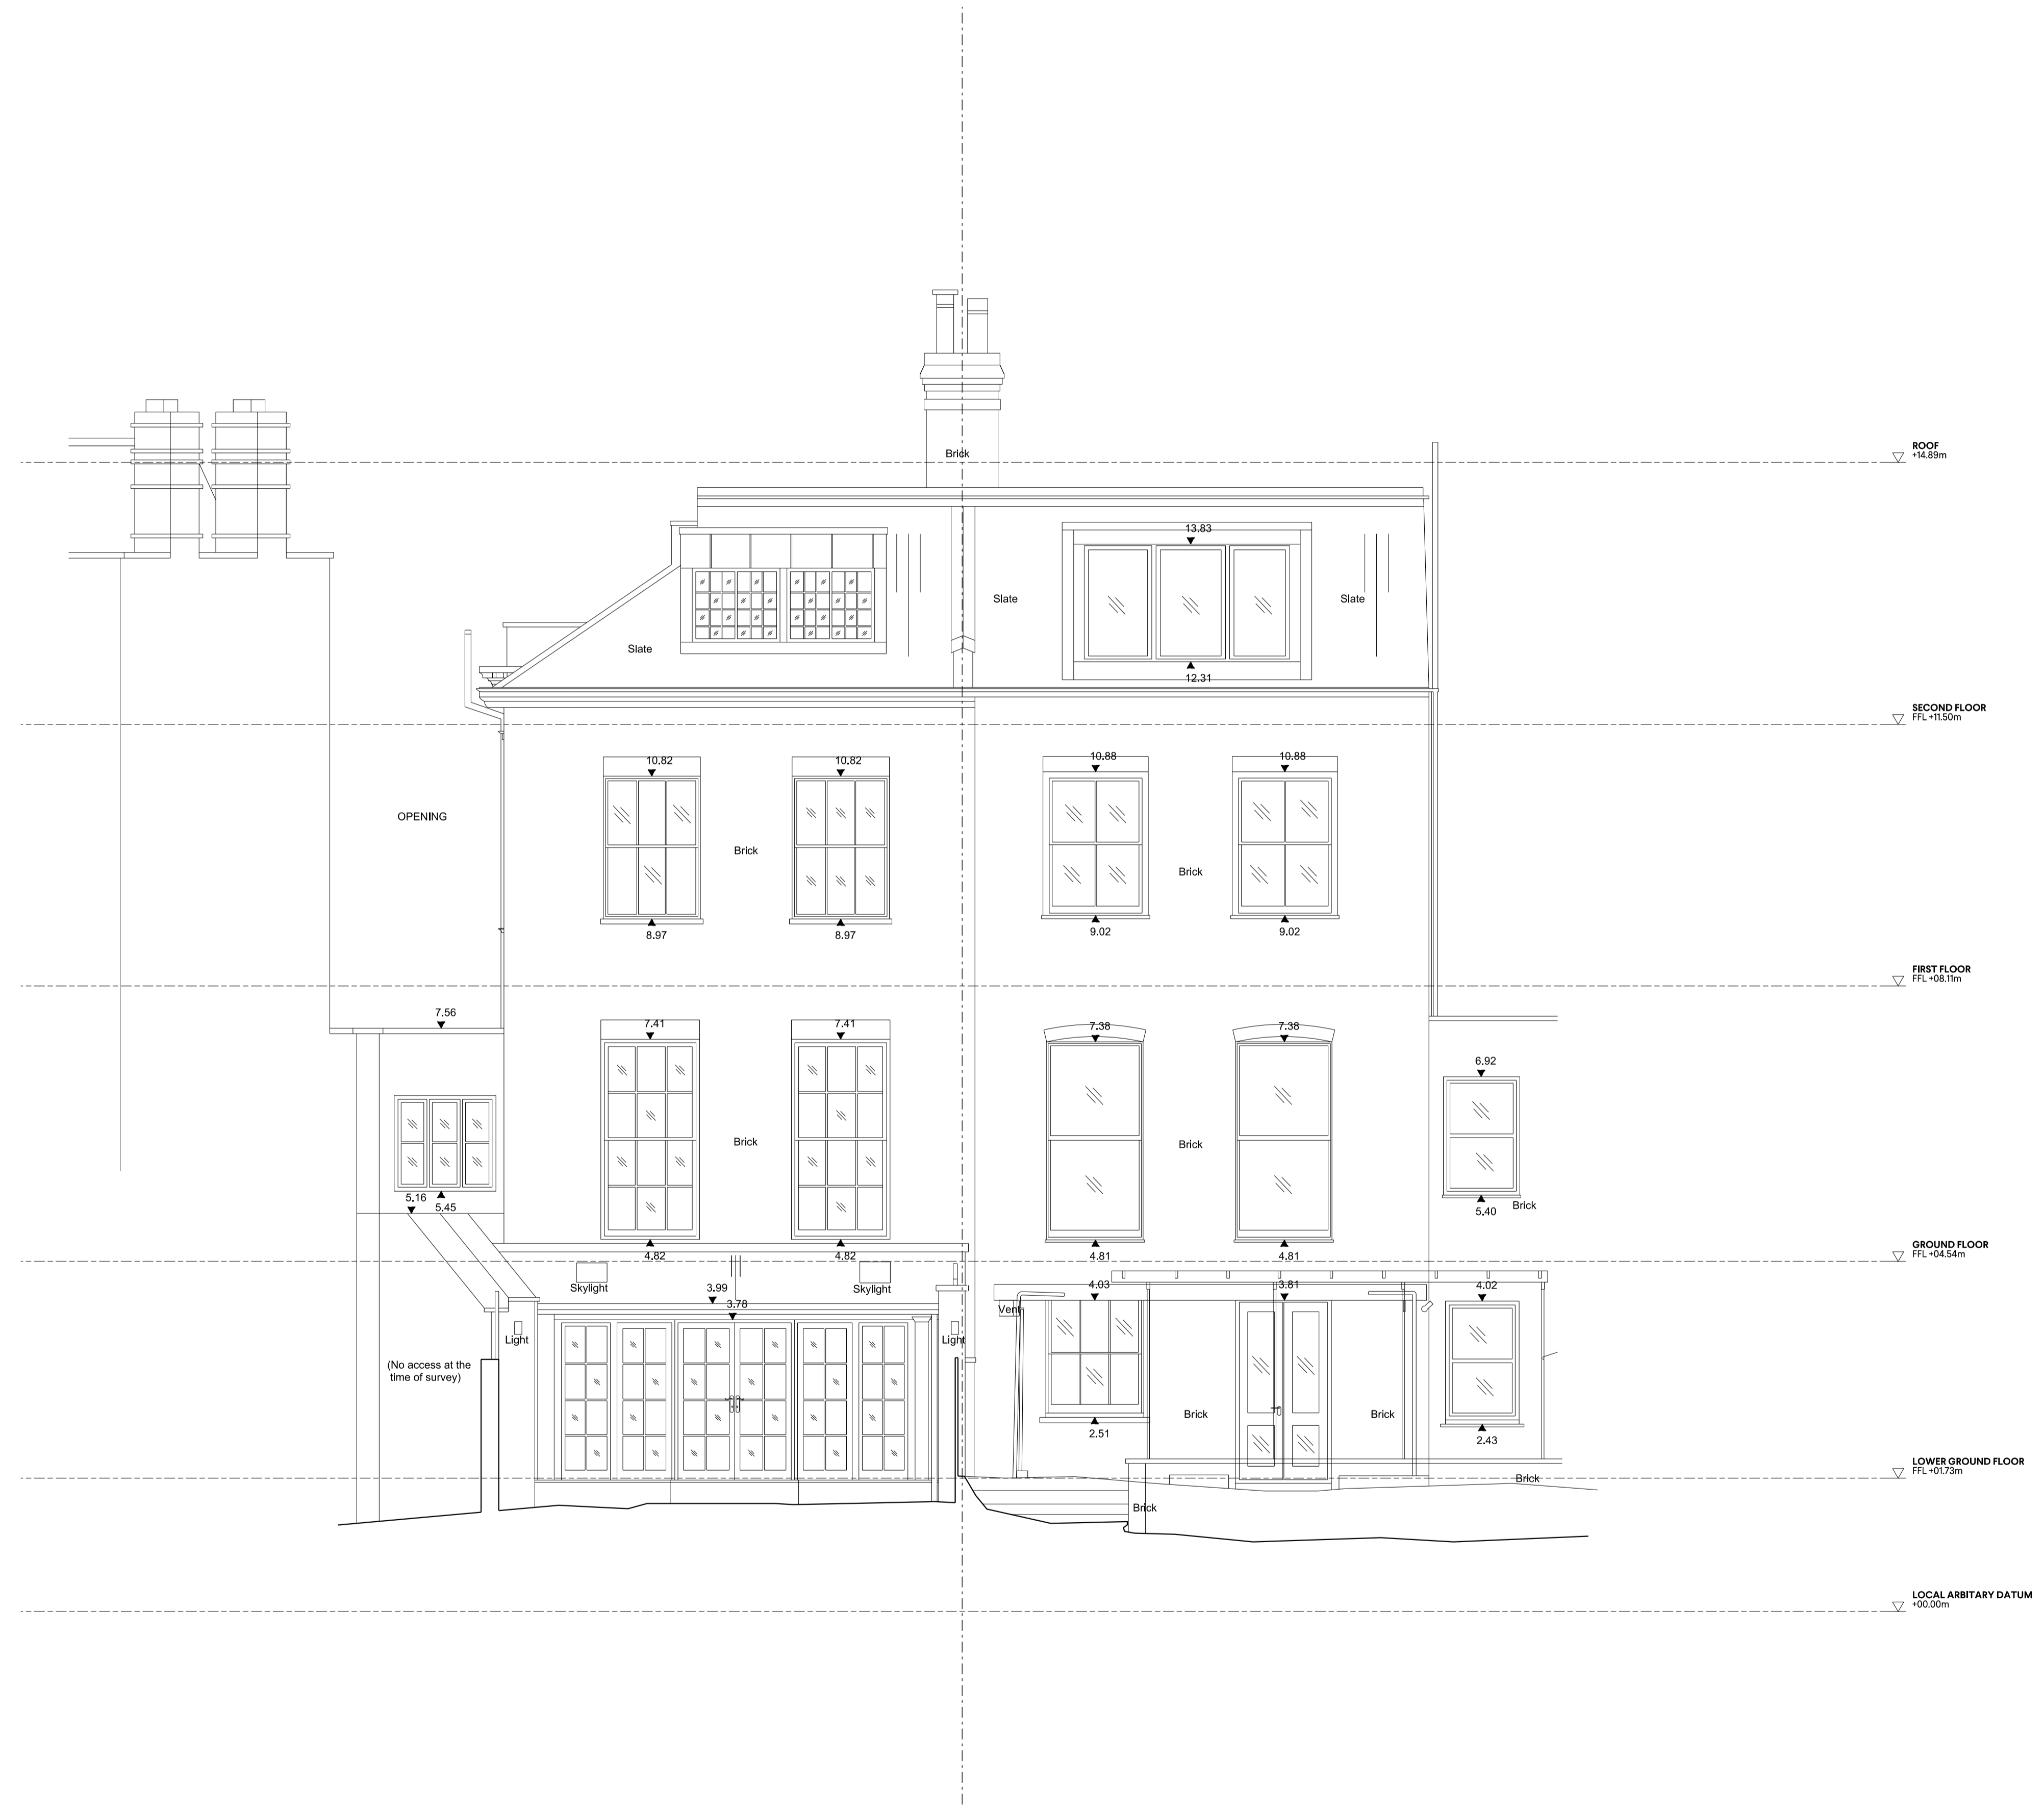 ROOF
+14.89m
Brick
13.83
Slate
Slate
Slate
12.31
SECOND FLOOR
FFL +11.50m
10.82
10.82
10.88
10.88
OPENING
Brick
Brick
8.97
8.97
9.02
9.02
FIRST FLOOR
FFL +08.11m
7.56
7.41
7.41
7.38
7.38
6.92
Brick
Brick
5.16
5.45
5.40
Brick
GROUND FLOOR
FFL +04.54m
4.82
4.82
4.81
4.81
Skylight
Skylight
3.99
3.78
4.03
3.81
4.02
Vent
Light
Light
(No access at the
time of survey)
Brick
Brick
2.51
2.43
LOWER GROUND FLOOR
FFL +01.73m
Brick
Brick
LOCAL ARBITARY DATUM
+00.00m